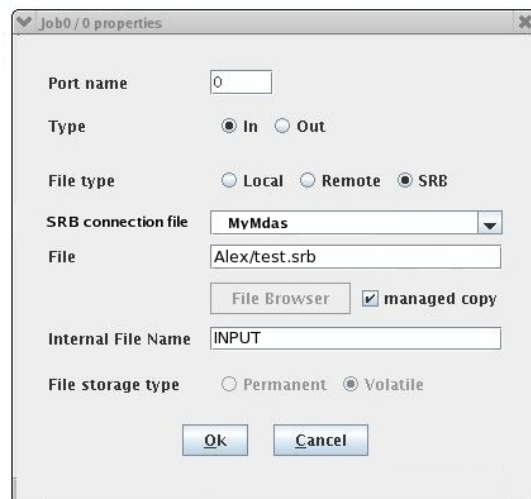 Job0 / 0 properties
Port name 0
Type In Out
File type Local Remote SRB
SRB connection file MyMdas
File Alex/test.srb
File Browser managed copy
Internal File Name INPUT
File storage type Permanent Volatile
Ok Cancel